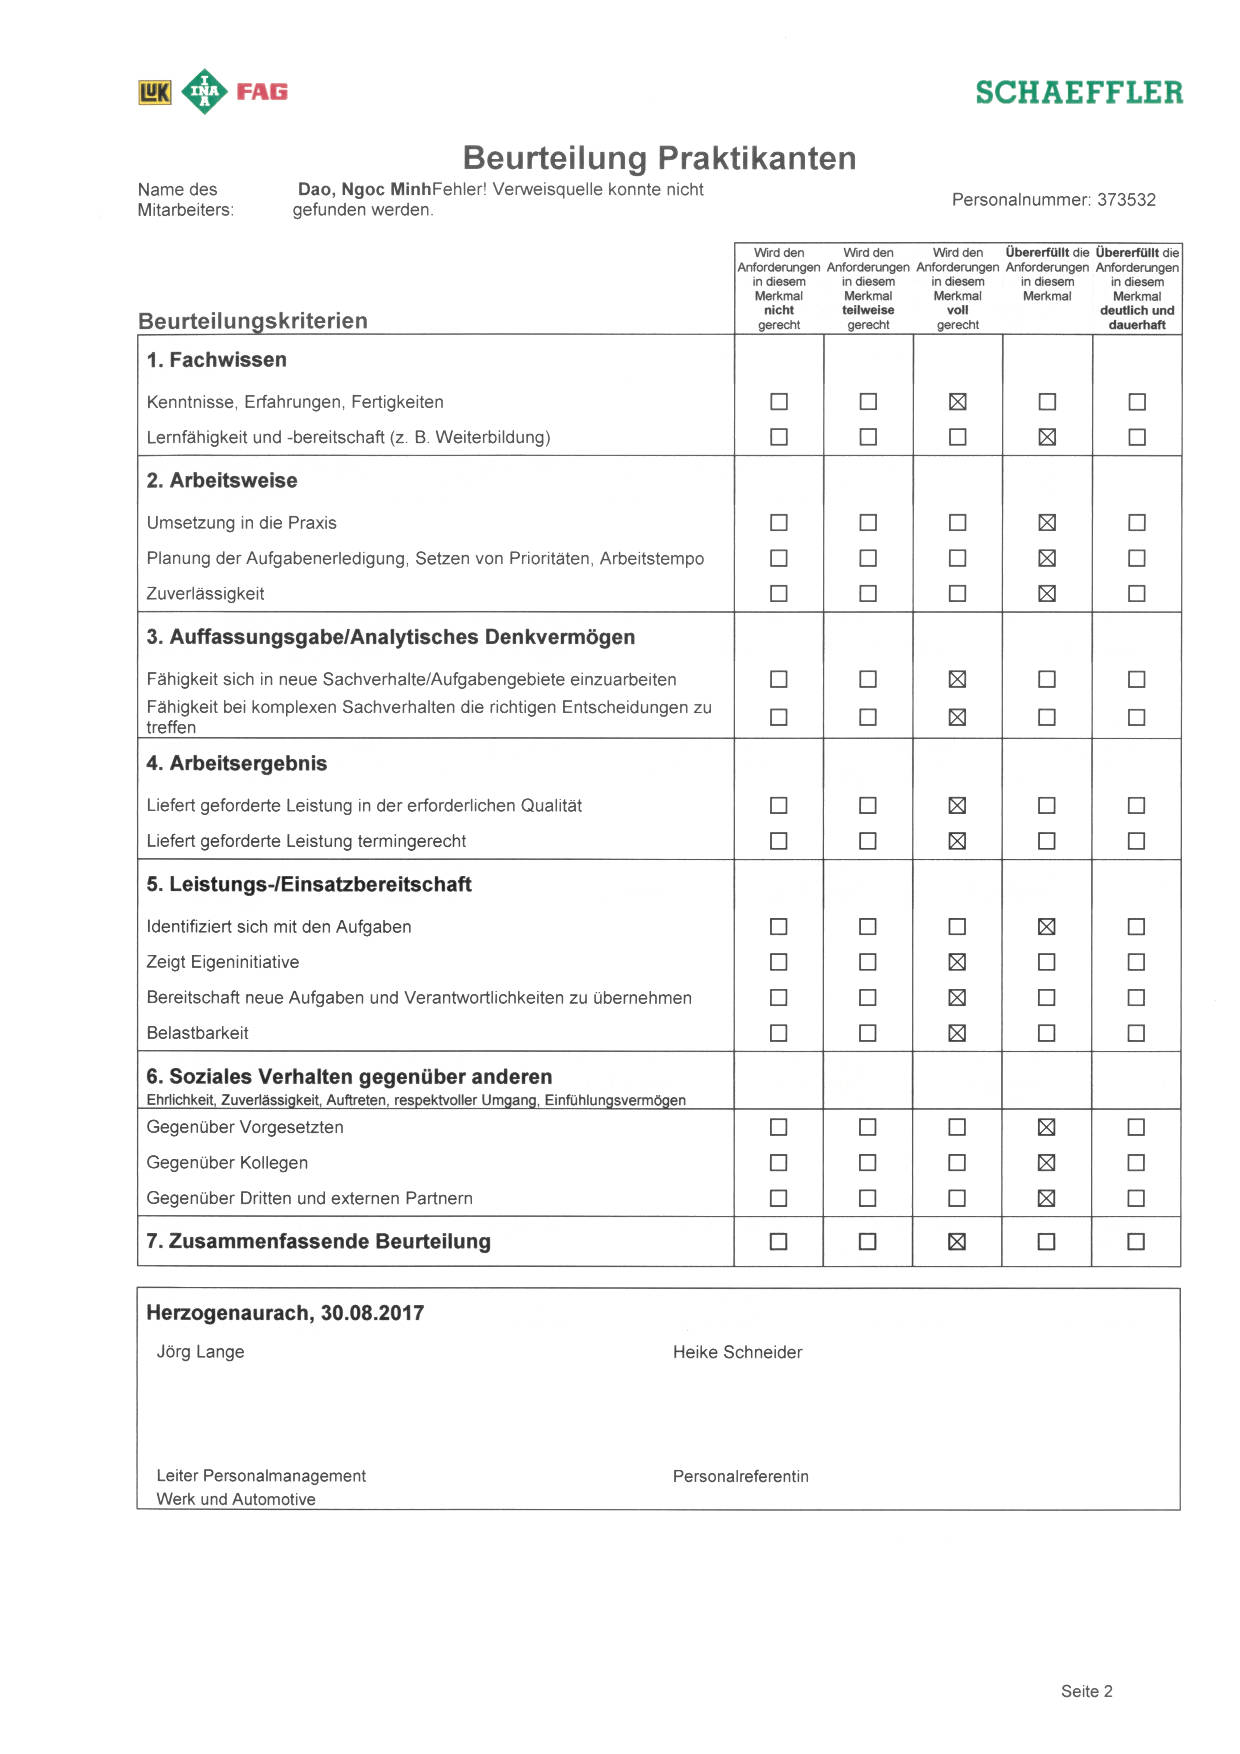 LUK INA INA FAG SCHAEFFLER
Beurteilung Praktikanten
Name des Mitarbeiters: Dao, Ngoc MinhFehler! Verweisquelle konnte nicht gefunden werden.
Personalnummer: 373532
Beurteilungskriterien
Wird den Anforderungen in diesem Merkmal nicht gerecht
Wird den Anforderungen in diesem Merkmal teilweise gerecht
Wird den Anforderungen in diesem Merkmal voll gerecht
Übererfüllt die Anforderungen in diesem Merkmal
Übererfüllt die Anforderungen in diesem Merkmal deutlich und dauerhaft
1. Fachwissen
Kenntnisse, Erfahrungen, Fertigkeiten ☐ ☐ ☒ ☐ ☐
Lernfähigkeit und -bereitschaft (z. B. Weiterbildung) ☐ ☐ ☐ ☒ ☐
2. Arbeitsweise
Umsetzung in die Praxis ☐ ☐ ☐ ☒ ☐
Planung der Aufgabenerledigung, Setzen von Prioritäten, Arbeitstempo ☐ ☐ ☐ ☒ ☐
Zuverlässigkeit ☐ ☐ ☐ ☒ ☐
3. Auffassungsgabe/Analytisches Denkvermögen
Fähigkeit sich in neue Sachverhalte/Aufgabengebiete einzuarbeiten ☐ ☐ ☒ ☐ ☐
Fähigkeit bei komplexen Sachverhalten die richtigen Entscheidungen zu
treffen ☐ ☐ ☒ ☐ ☐
4. Arbeitsergebnis
Liefert geforderte Leistung in der erforderlichen Qualität ☐ ☐ ☒ ☐ ☐
Liefert geforderte Leistung termingerecht ☐ ☐ ☒ ☐ ☐
5. Leistungs-/Einsatzbereitschaft
Identifiziert sich mit den Aufgaben ☐ ☐ ☐ ☒ ☐
Zeigt Eigeninitiative ☐ ☐ ☒ ☐ ☐
Bereitschaft neue Aufgaben und Verantwortlichkeiten zu übernehmen ☐ ☐ ☒ ☐ ☐
Belastbarkeit ☐ ☐ ☒ ☐ ☐
6. Soziales Verhalten gegenüber anderen
Ehrlichkeit, Zuverlässigkeit, Auftreten, respektvoller Umgang, Einfühlungsvermögen
Gegenüber Vorgesetzten ☐ ☐ ☐ ☒ ☐
Gegenüber Kollegen ☐ ☐ ☐ ☒ ☐
Gegenüber Dritten und externen Partnern ☐ ☐ ☐ ☒ ☐
7. Zusammenfassende Beurteilung ☐ ☐ ☒ ☐ ☐
Herzogenaurach, 30.08.2017
Jörg Lange Heike Schneider
Leiter Personalmanagement Personalreferentin
Werk und Automotive
Seite 2